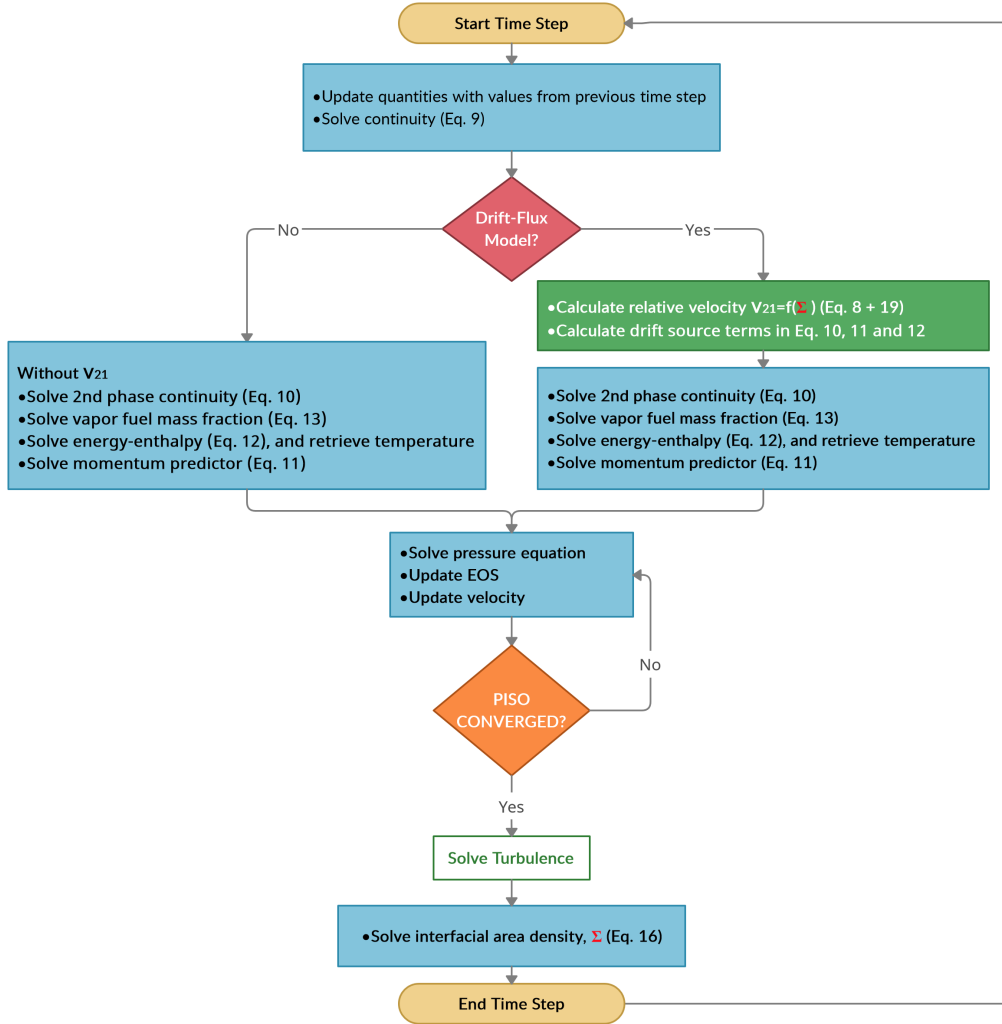 Start Time Step
•Update quantities with values from previous time step
•Solve continuity (Eq. 9)
Drift-Flux
Model?
No
Yes
•Calculate relative velocity V21=f(Σ ) (Eq. 8 + 19)
•Calculate drift source terms in Eq. 10, 11 and 12
Without V21
•Solve 2nd phase continuity (Eq. 10)
•Solve vapor fuel mass fraction (Eq. 13)
•Solve energy-enthalpy (Eq. 12), and retrieve temperature
•Solve momentum predictor (Eq. 11)
•Solve 2nd phase continuity (Eq. 10)
•Solve vapor fuel mass fraction (Eq. 13)
•Solve energy-enthalpy (Eq. 12), and retrieve temperature
•Solve momentum predictor (Eq. 11)
•Solve pressure equation
•Update EOS
•Update velocity
No
PISO
CONVERGED?
Yes
Solve Turbulence
•Solve interfacial area density, Σ (Eq. 16)
End Time Step